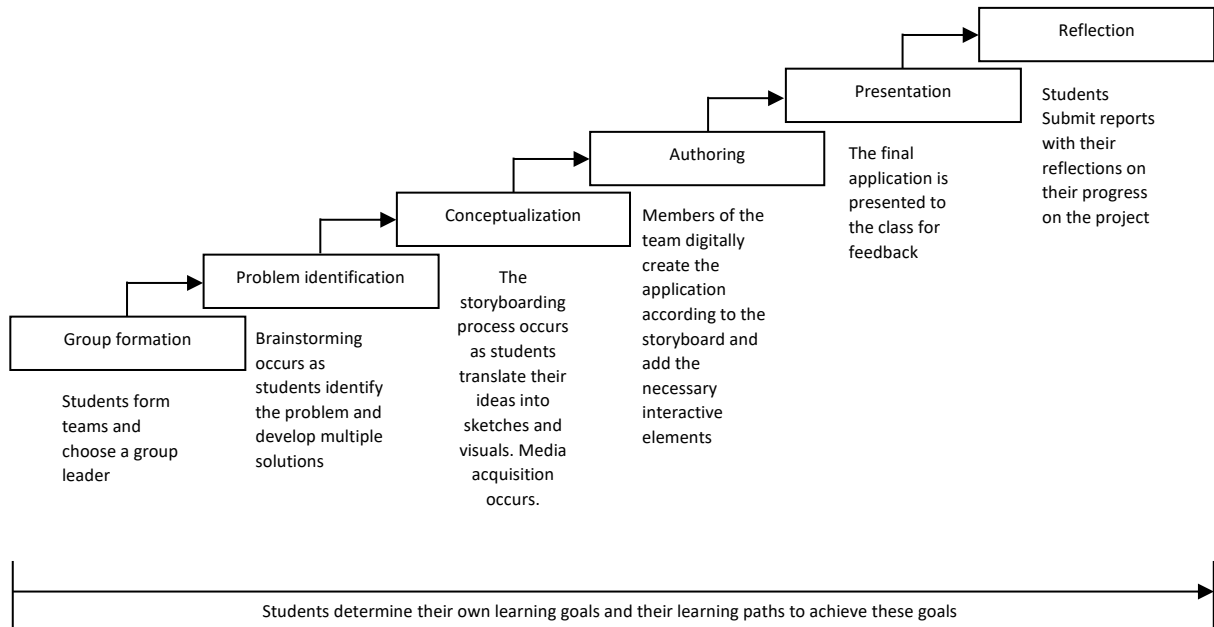 Group formation
Students form
teams and
choose a group
leader
Problem identification
Brainstorming
occurs as
students identify
the problem and
develop multiple
solutions
Conceptualization
The
storyboarding
process occurs
as students
translate their
ideas into
sketches and
visuals. Media
acquisition
occurs.
Authoring
Members of the
team digitally
create the
application
according to the
storyboard and
add the
necessary
interactive
elements
Presentation
The final
application is
presented to
the class for
feedback
Reflection
Students
Submit reports
with their
reflections on
their progress
on the project
Students determine their own learning goals and their learning paths to achieve these goals